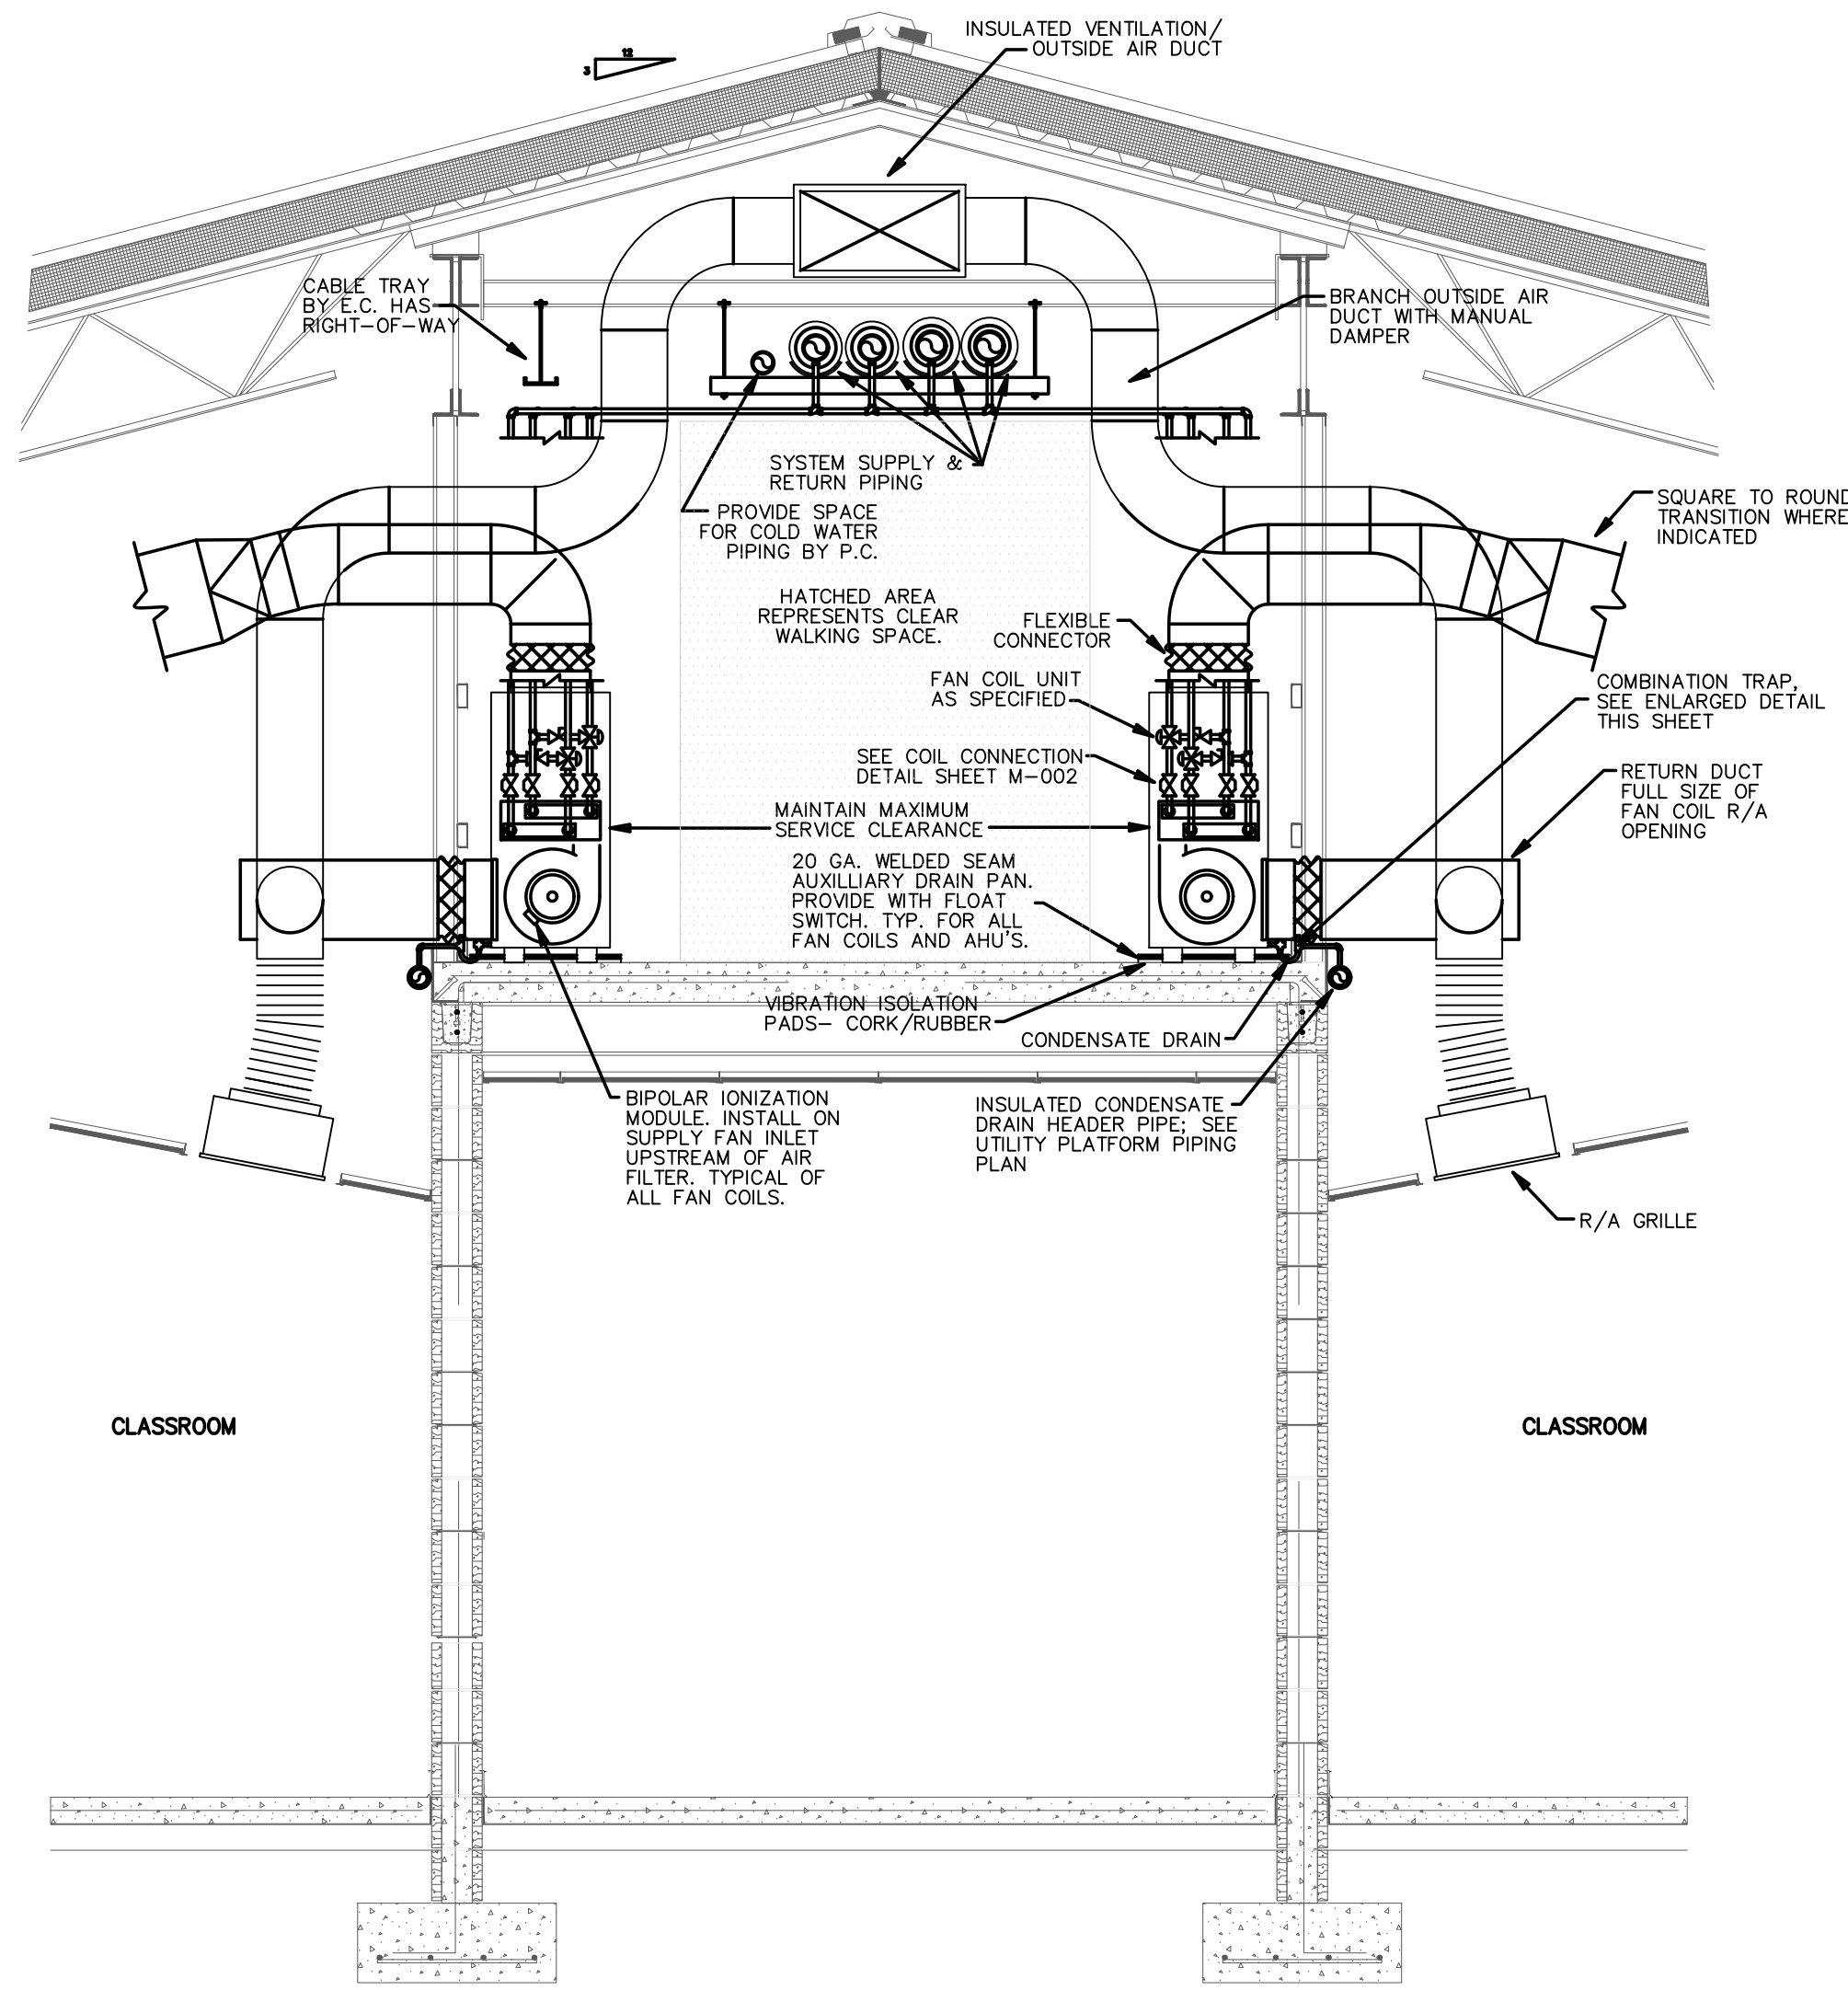 INSULATED VENTILATION/
OUTSIDE AIR DUCT
12
3
CABLE TRAY
BY E.C. HAS
RIGHT-OF-WAY
BRANCH OUTSIDE AIR
DUCT WITH MANUAL
DAMPER
SYSTEM SUPPLY &
RETURN PIPING
PROVIDE SPACE
FOR COLD WATER
PIPING BY P.C.
SQUARE TO ROUND
TRANSITION WHERE
INDICATED
HATCHED AREA
REPRESENTS CLEAR
WALKING SPACE.
FLEXIBLE
CONNECTOR
FAN COIL UNIT
AS SPECIFIED
COMBINATION TRAP,
SEE ENLARGED DETAIL
THIS SHEET
SEE COIL CONNECTION
DETAIL SHEET M-002
RETURN DUCT
FULL SIZE OF
FAN COIL R/A
OPENING
MAINTAIN MAXIMUM
SERVICE CLEARANCE
20 GA. WELDED SEAM
AUXILLIARY DRAIN PAN.
PROVIDE WITH FLOAT
SWITCH. TYP. FOR ALL
FAN COILS AND AHU'S.
VIBRATION ISOLATION
PADS- CORK/RUBBER
CONDENSATE DRAIN
BIPOLAR IONIZATION
MODULE. INSTALL ON
SUPPLY FAN INLET
UPSTREAM OF AIR
FILTER. TYPICAL OF
ALL FAN COILS.
INSULATED CONDENSATE
DRAIN HEADER PIPE; SEE
UTILITY PLATFORM PIPING
PLAN
R/A GRILLE
CLASSROOM
CLASSROOM